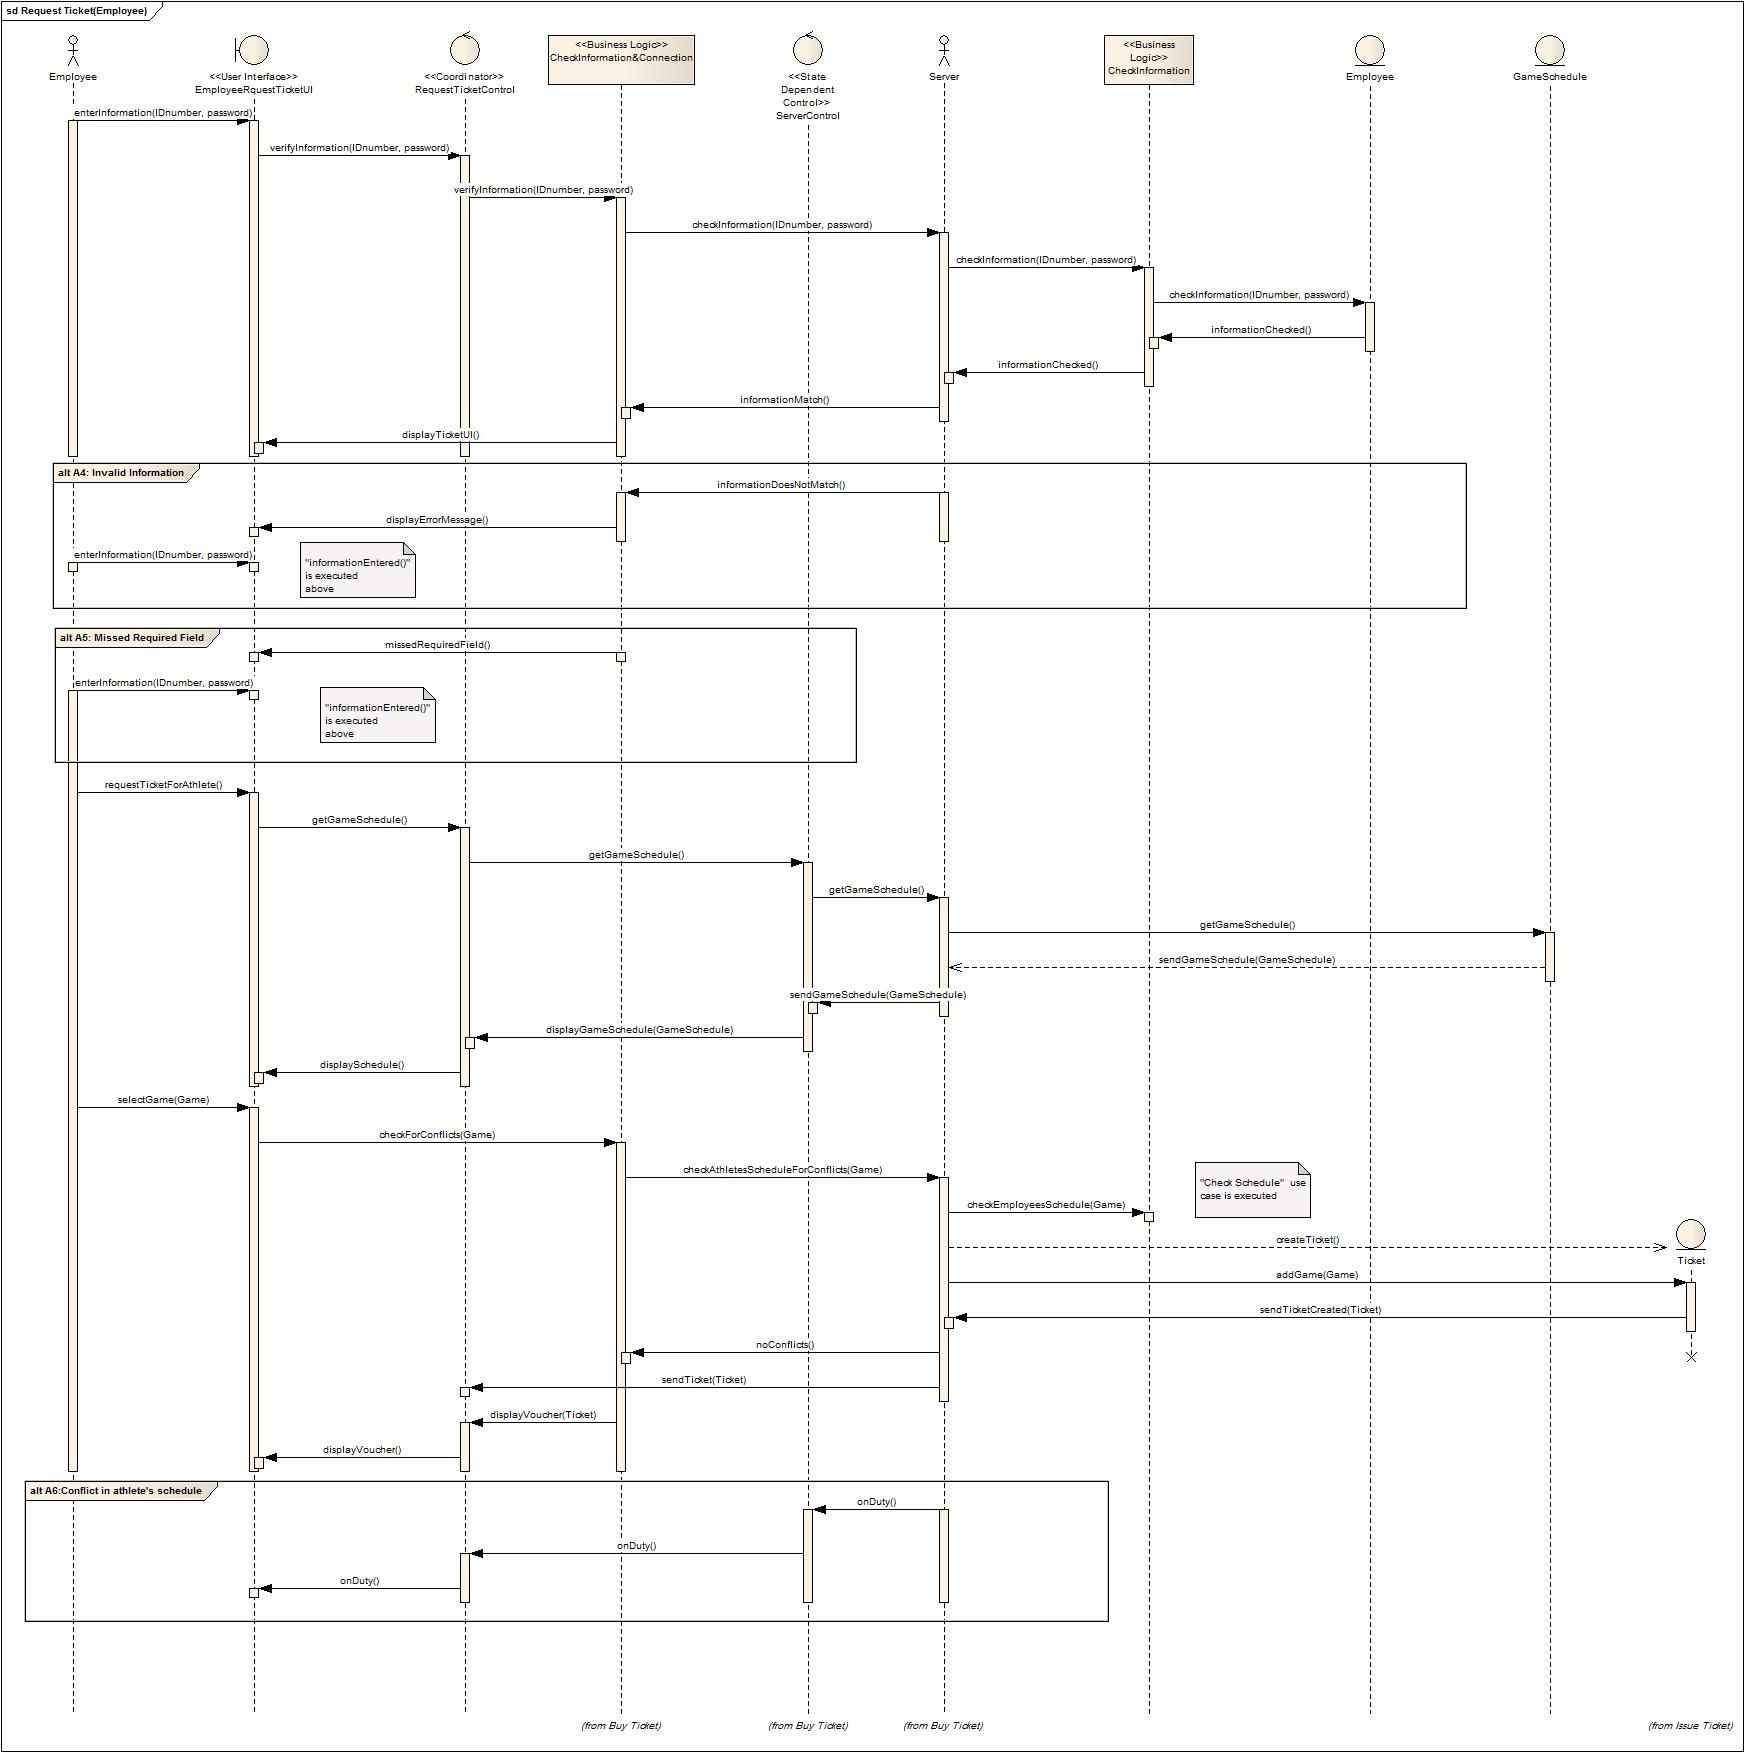 sd Request Ticket(Employee)
Employee
<<User Interface>>
EmployeeRquestTicketUI
<<Coordinator>>
RequestTicketControl
<<Business Logic>>
CheckInformation&Connection
<<State
Dependent
Control>>
ServerControl
Server
<<Business
Logic>>
CheckInformation
Employee
GameSchedule
enterInformation(IDnumber, password)
verifyInformation(IDnumber, password)
verifyInformation(IDnumber, password)
checkInformation(IDnumber, password)
checkInformation(IDnumber, password)
checkInformation(IDnumber, password)
informationChecked()
informationChecked()
informationMatch()
displayTicketUI()
alt A4: Invalid Information
informationDoesNotMatch()
displayErrorMessage()
enterInformation(IDnumber, password)
"informationEntered()"
is executed
above
alt A5: Missed Required Field
missedRequiredField()
enterInformation(IDnumber, password)
"informationEntered()"
is executed
above
requestTicketForAthlete()
getGameSchedule()
getGameSchedule()
getGameSchedule()
getGameSchedule()
sendGameSchedule(GameSchedule)
sendGameSchedule(GameSchedule)
displayGameSchedule(GameSchedule)
displaySchedule()
selectGame(Game)
checkForConflicts(Game)
checkAthletesScheduleForConflicts(Game)
"Check Schedule"  use
case is executed
checkEmployeesSchedule(Game)
createTicket()
Ticket
addGame(Game)
sendTicketCreated(Ticket)
noConflicts()
sendTicket(Ticket)
displayVoucher(Ticket)
displayVoucher()
alt A6:Conflict in athlete's schedule
onDuty()
onDuty()
onDuty()
(from Buy Ticket)
(from Buy Ticket)
(from Buy Ticket)
(from Issue Ticket)